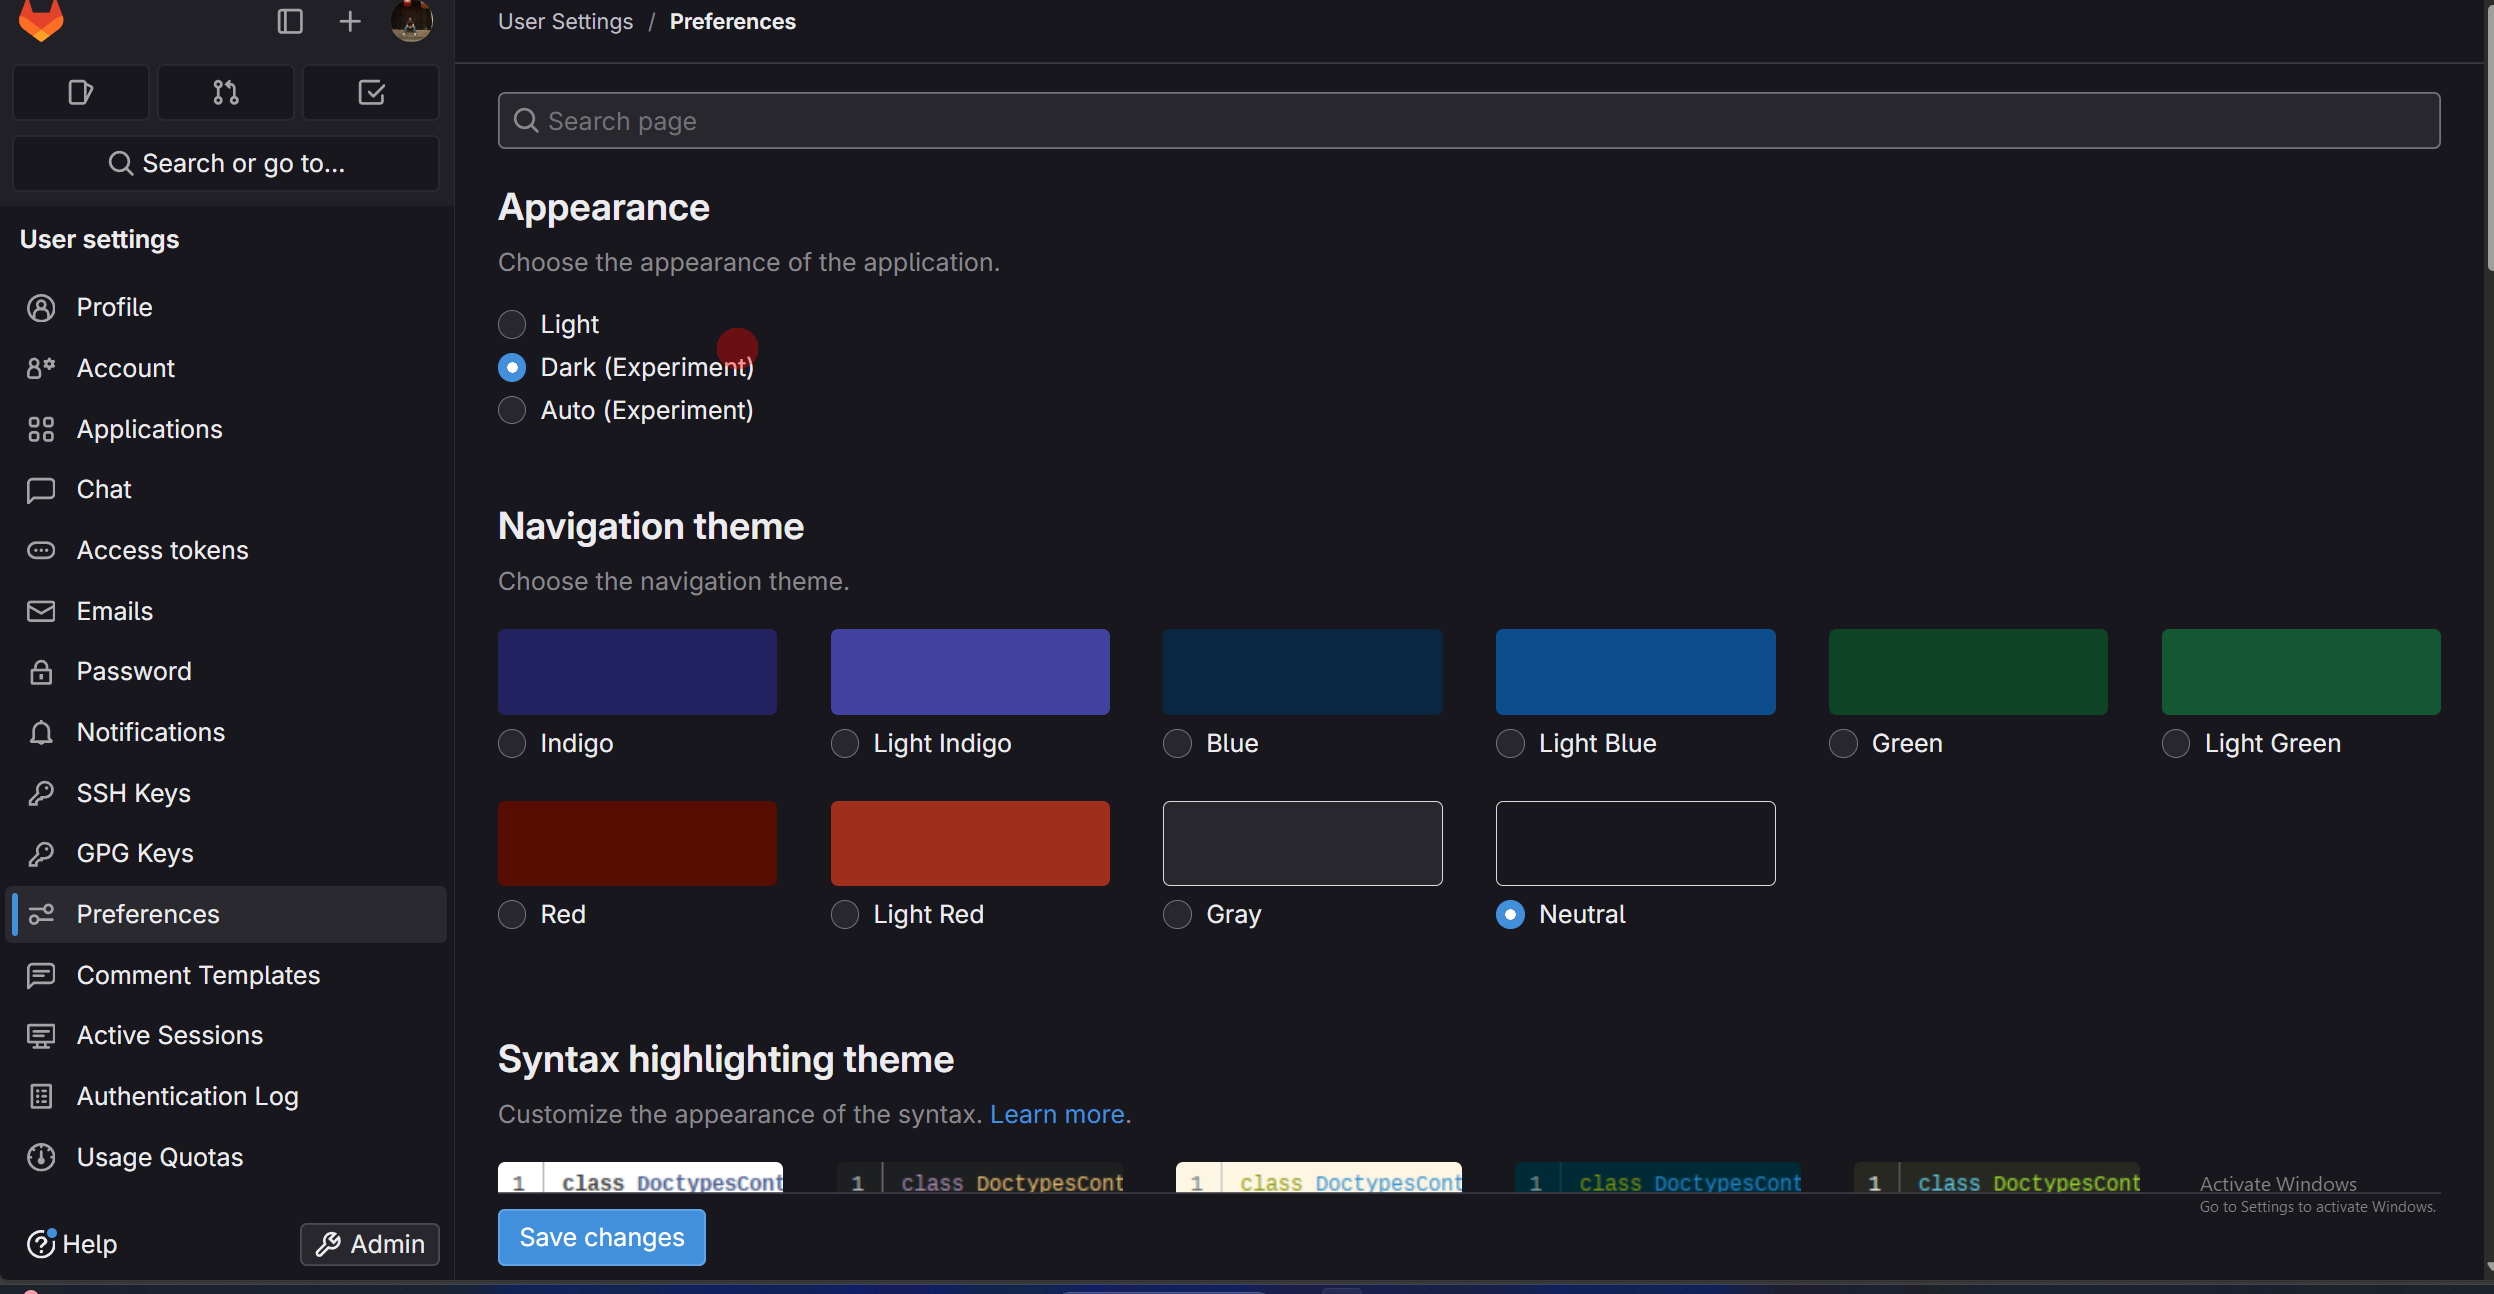 User Settings / Preferences
Search page
Search or go to...
User settings
Profile
Account
Applications
Chat
Access tokens
Emails
Password
Notifications
SSH Keys
GPG Keys
Preferences
Comment Templates
Active Sessions
Authentication Log
Usage Quotas
Help
Admin
Appearance
Choose the appearance of the application.
Light
Dark (Experiment)
Auto (Experiment)
Navigation theme
Choose the navigation theme.
Indigo
Light Indigo
Blue
Light Blue
Green
Light Green
Red
Light Red
Gray
Neutral
Syntax highlighting theme
Customize the appearance of the syntax. Learn more.
1 class DoctypesCont
1 class DoctypesCont
1 class DoctypesCont
1 class DoctypesCont
1 class DoctypesCont
Activate Windows
Go to Settings to activate Windows.
Save changes